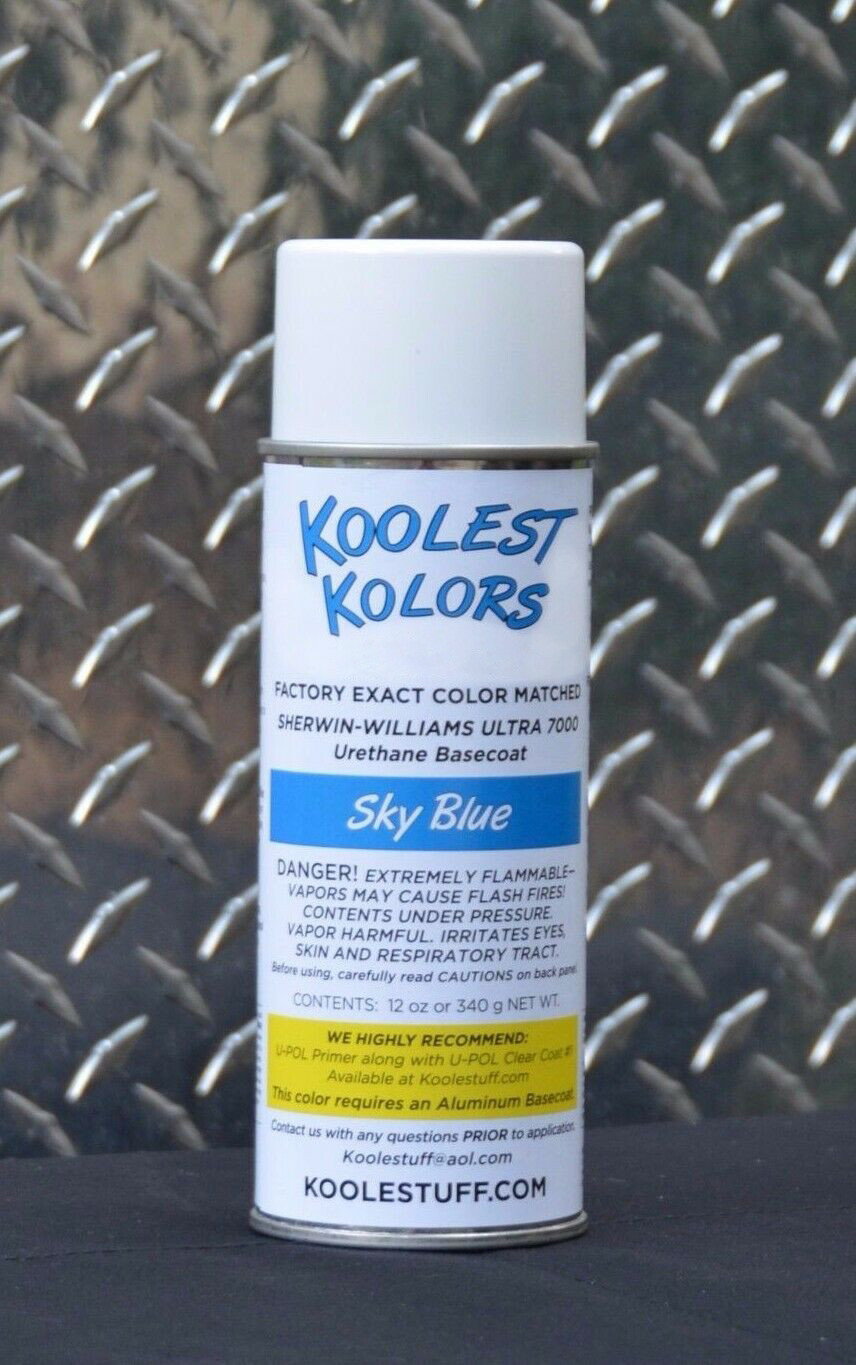 KOOLEST
KOLORS
FACTORY EXACT COLOR MATCHED
SHERWIN-WILLIAMS ULTRA 7000
Urethane Basecoat
Sky Blue
DANGER! EXTREMELY FLAMMABLE–
VAPORS MAY CAUSE FLASH FIRES!
CONTENTS UNDER PRESSURE.
VAPOR HARMFUL. IRRITATES EYES,
SKIN AND RESPIRATORY TRACT.
Before using, carefully read CAUTIONS on back panel.
CONTENTS: 12 oz or 340 g NET WT.
WE HIGHLY RECOMMEND:
U-POL Primer along with U-POL Clear Coat #1
Available at Koolestuff.com
This color requires an Aluminum Basecoat.
Contact us with any questions PRIOR to application.
Koolestuff@aol.com
KOOLESTUFF.COM